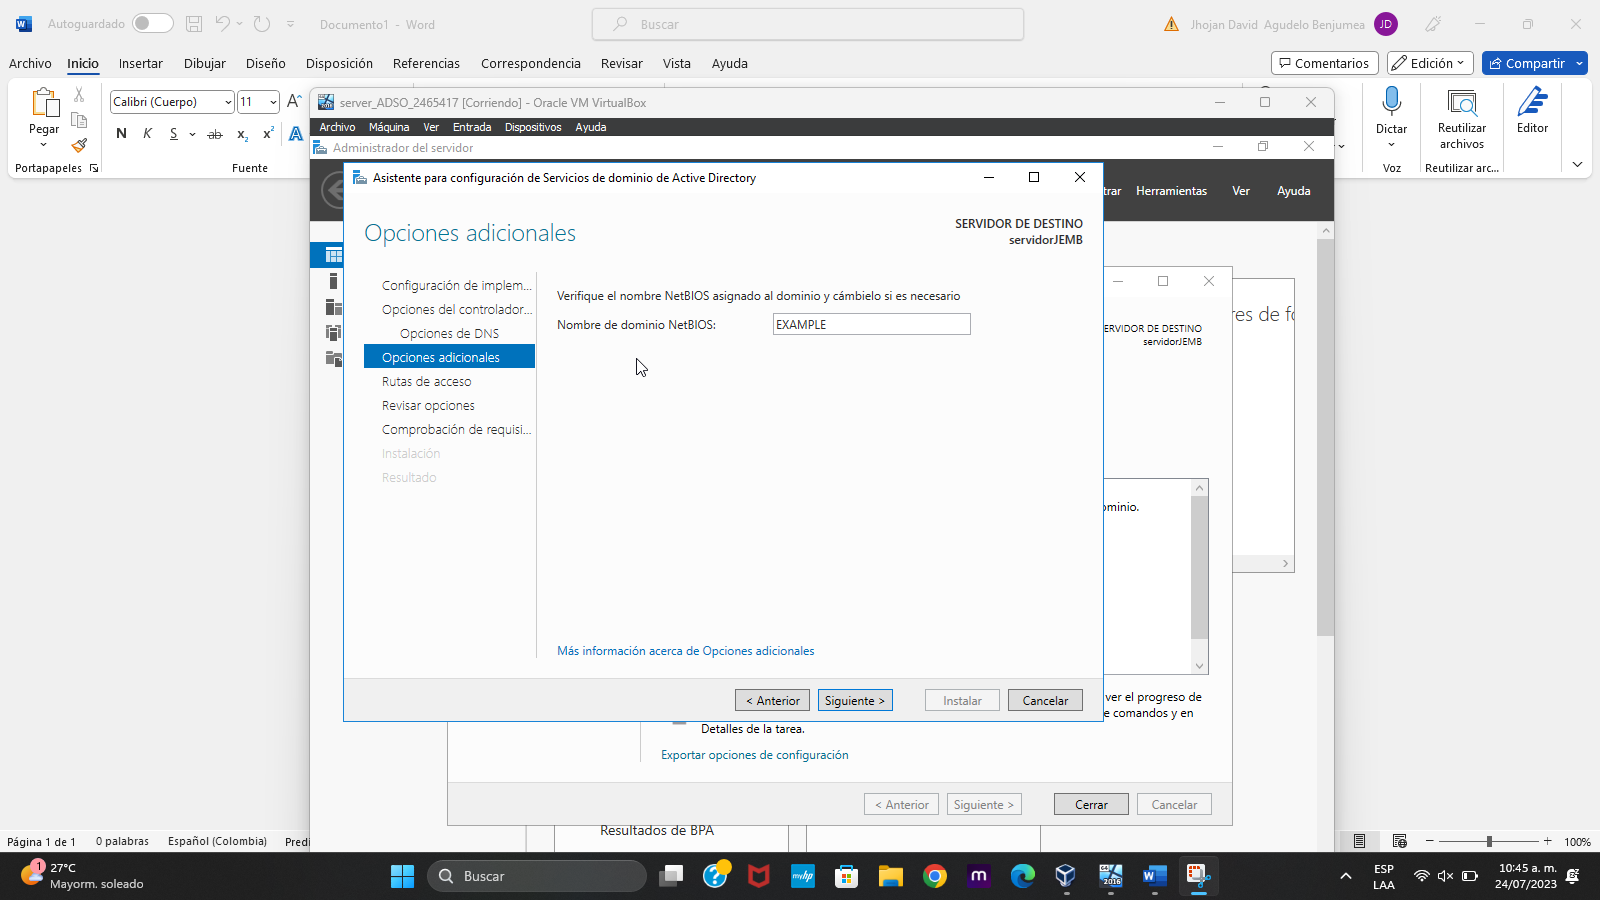 Autoguardado
Documento1 - Word
Buscar
Jhojan David Agudelo Benjumea
JD
Archivo
Inicio
Insertar
Dibujar
Diseño
Disposición
Referencias
Correspondencia
Revisar
Vista
Ayuda
Comentarios
Edición
Compartir
Pegar
Portapapeles
Calibri (Cuerpo)
11
N K S ab x₂ x² A
Fuente
Dictar
Voz
Reutilizar
archivos
Reutilizar arc...
Editor
server_ADSO_2465417 [Corriendo] - Oracle VM VirtualBox
Archivo Máquina Ver Entrada Dispositivos Ayuda
Administrador del servidor
trar
Herramientas
Ver
Ayuda
Asistente para configuración de Servicios de dominio de Active Directory
Opciones adicionales
SERVIDOR DE DESTINO
servidorJEMB
Configuración de implem...
Opciones del controlador...
Opciones de DNS
Opciones adicionales
Rutas de acceso
Revisar opciones
Comprobación de requisi...
Instalación
Resultado
Verifique el nombre NetBIOS asignado al dominio y cámbielo si es necesario
Nombre de dominio NetBIOS:
EXAMPLE
Más información acerca de Opciones adicionales
< Anterior
Siguiente >
Instalar
Cancelar
res de fo
ERVIDOR DE DESTINO
servidorJEMB
ominio.
ver el progreso de
e comandos y en
Detalles de la tarea.
Exportar opciones de configuración
< Anterior
Siguiente >
Cerrar
Cancelar
Resultados de BPA
Página 1 de 1
0 palabras
Español (Colombia)
Predi
100%
1
27°C
Mayorm. soleado
Buscar
myhp
2016
ESP
LAA
10:45 a. m.
24/07/2023